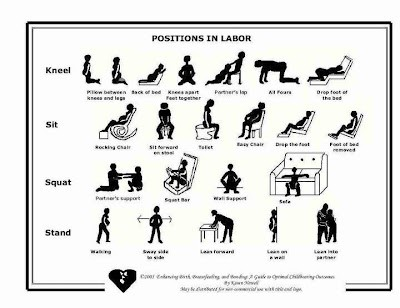 POSITIONS IN LABOR
Kneel
Pillow between knees and legs
Back of bed
Knees apart feet together
Partner's lap
All Fours
Drop foot of the bed
Sit
Rocking Chair
Sit forward on stool
Toilet
Easy Chair
Drop the foot
Foot of bed removed
Squat
Partner's support
Squat Bar
Wall Support
Sofa
Stand
Walking
Sway side to side
Lean forward
Lean on a wall
Lean into partner
©2001 Enhancing Birth, Breastfeeding, and Bonding: A Guide to Optimal Childbearing Outcomes
By Karen
May be distributed for non-commercial use with title and logo.